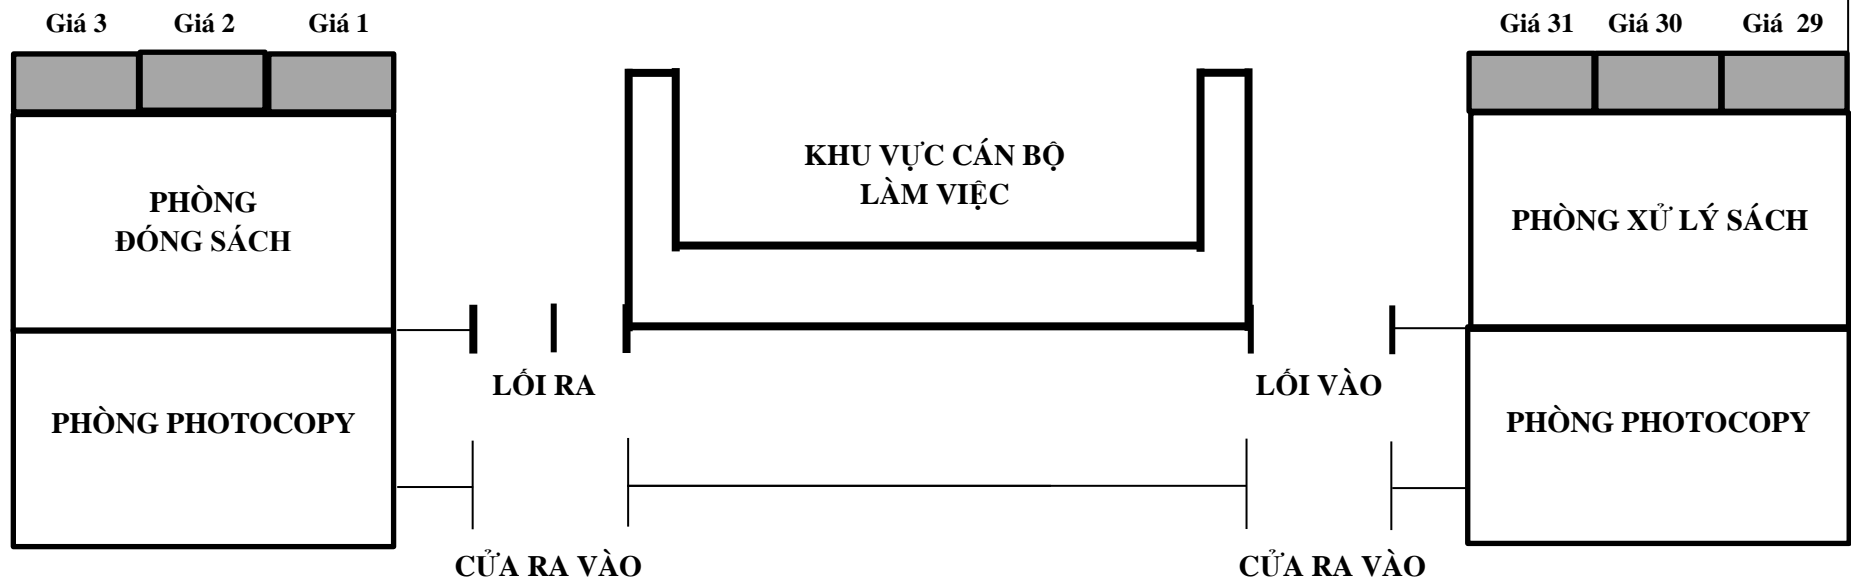 Giá 3 Giá 2 Giá 1 Giá 31 Giá 30 Giá 29
KHU VỰC CÁN BỘ
LÀM VIỆC
PHÒNG
ĐÓNG SÁCH
PHÒNG XỬ LÝ SÁCH
LỐI RA
LỐI VÀO
PHÒNG PHOTOCOPY
PHÒNG PHOTOCOPY
CỬA RA VÀO
CỬA RA VÀO